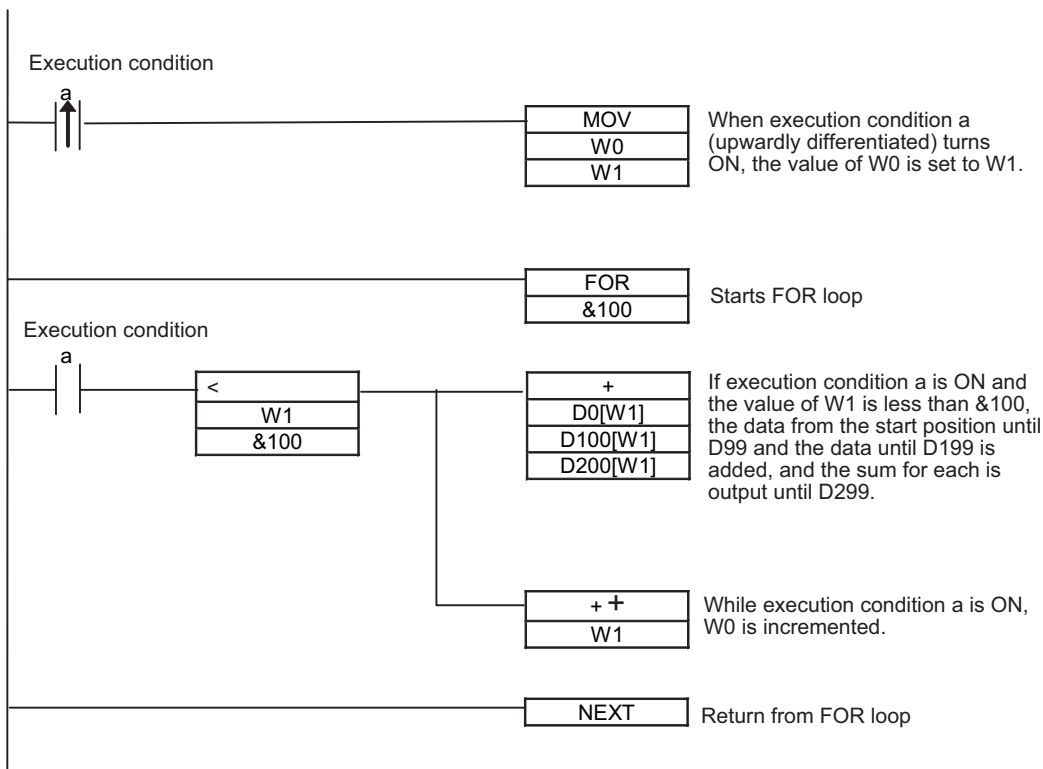 Execution condition
a
MOV
W0
W1
When execution condition a
(upwardly differentiated) turns
ON, the value of W0 is set to W1.
FOR
&100
Starts FOR loop
Execution condition
a
<
W1
&100
+
D0[W1]
D100[W1]
D200[W1]
If execution condition a is ON and
the value of W1 is less than &100,
the data from the start position until
D99 and the data until D199 is
added, and the sum for each is
output until D299.
++
W1
While execution condition a is ON,
W0 is incremented.
NEXT
Return from FOR loop